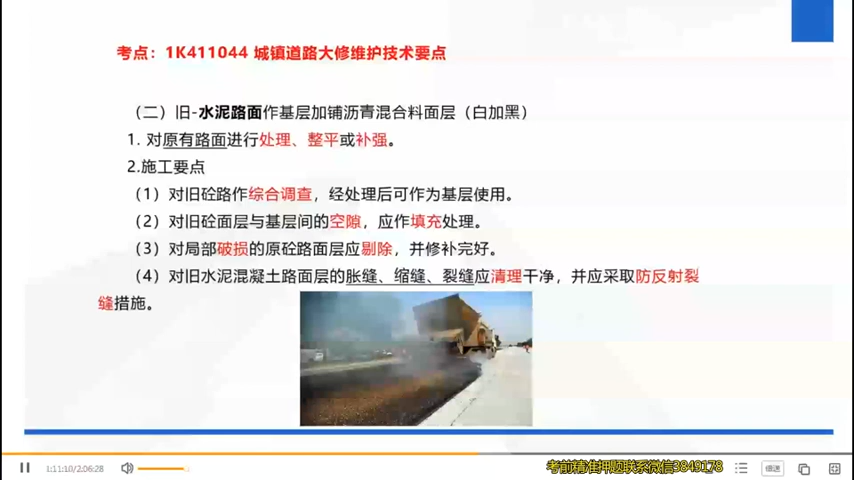 考点：1K411044 城镇道路大修维护技术要点
（二）旧-水泥路面作基层加铺沥青混合料面层（白加黑）
1. 对原有路面进行处理、整平或补强。
2.施工要点
（1）对旧砼路作综合调查，经处理后可作为基层使用。
（2）对旧砼面层与基层间的空隙，应作填充处理。
（3）对局部破损的原砼路面层应剔除，并修补完好。
（4）对旧水泥混凝土路面层的胀缝、缩缝、裂缝应清理干净，并应采取防反射裂
缝措施。
1:11:10/2:06:28
考前精准押题联系微信3849178
倍速